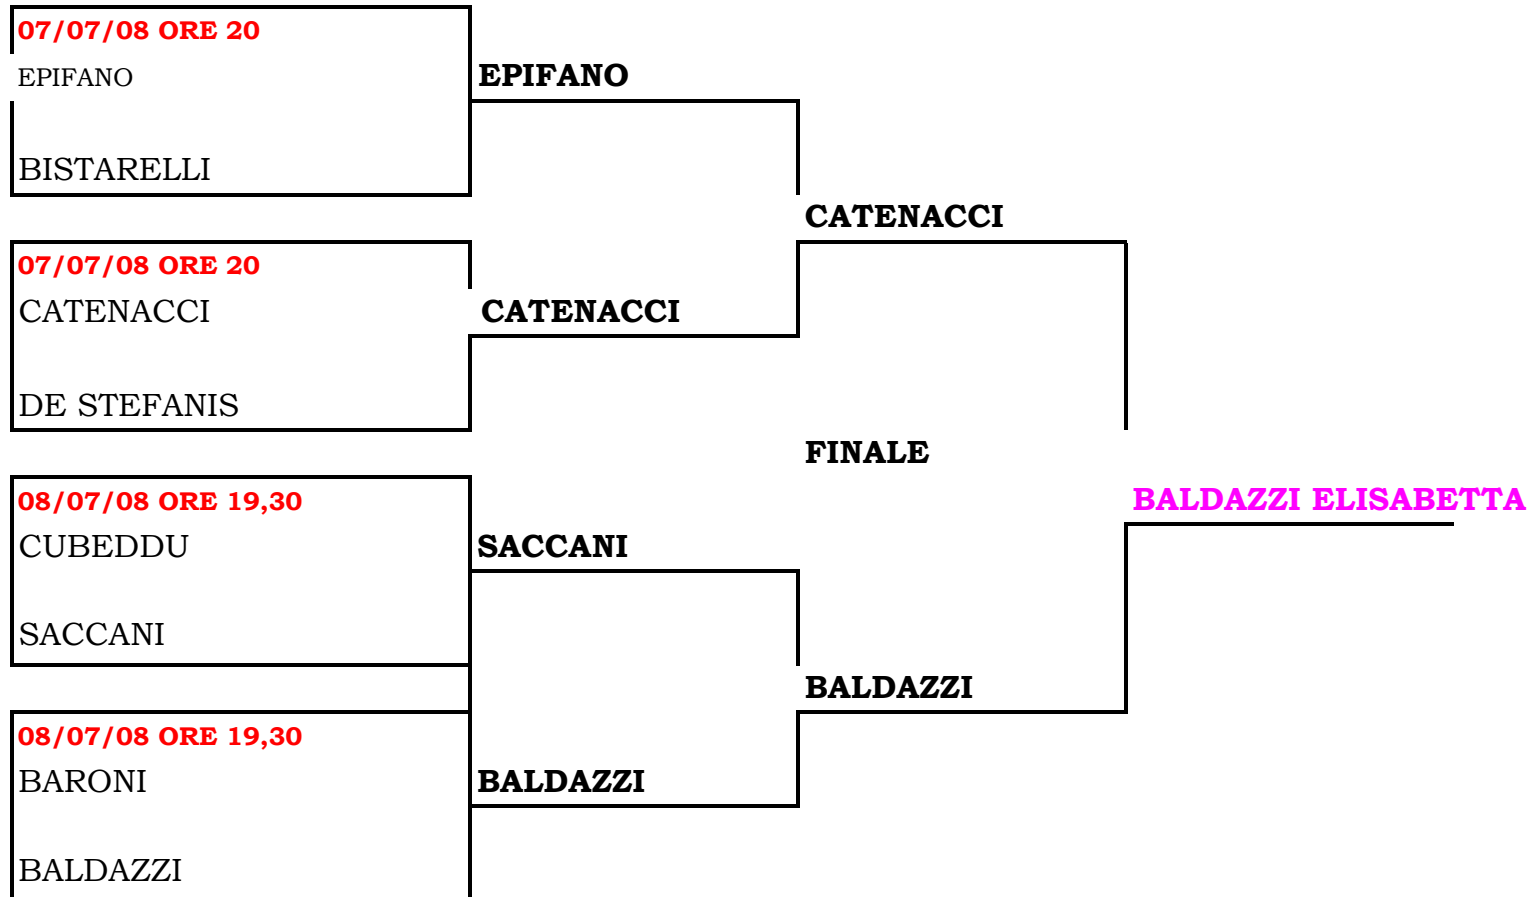 07/07/08 ORE 20
EPIFANO
EPIFANO
BISTARELLI
CATENACCI
07/07/08 ORE 20
CATENACCI
CATENACCI
DE STEFANIS
FINALE
08/07/08 ORE 19,30
BALDAZZI ELISABETTA
CUBEDDU
SACCANI
SACCANI
BALDAZZI
08/07/08 ORE 19,30
BARONI
BALDAZZI
BALDAZZI